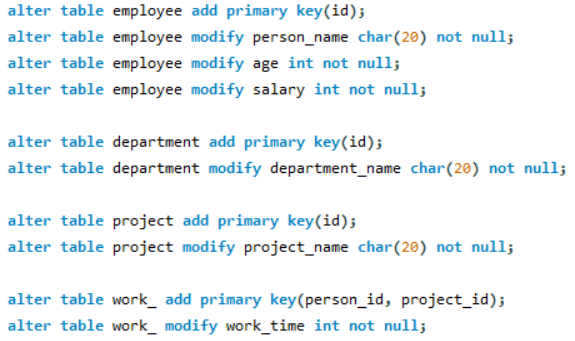 alter table employee add primary key(id);
alter table employee modify person_name char(20) not null;
alter table employee modify age int not null;
alter table employee modify salary int not null;
alter table department add primary key(id);
alter table department modify department_name char(20) not null;
alter table project add primary key(id);
alter table project modify project_name char(20) not null;
alter table work_ add primary key(person_id, project_id);
alter table work_ modify work_time int not null;